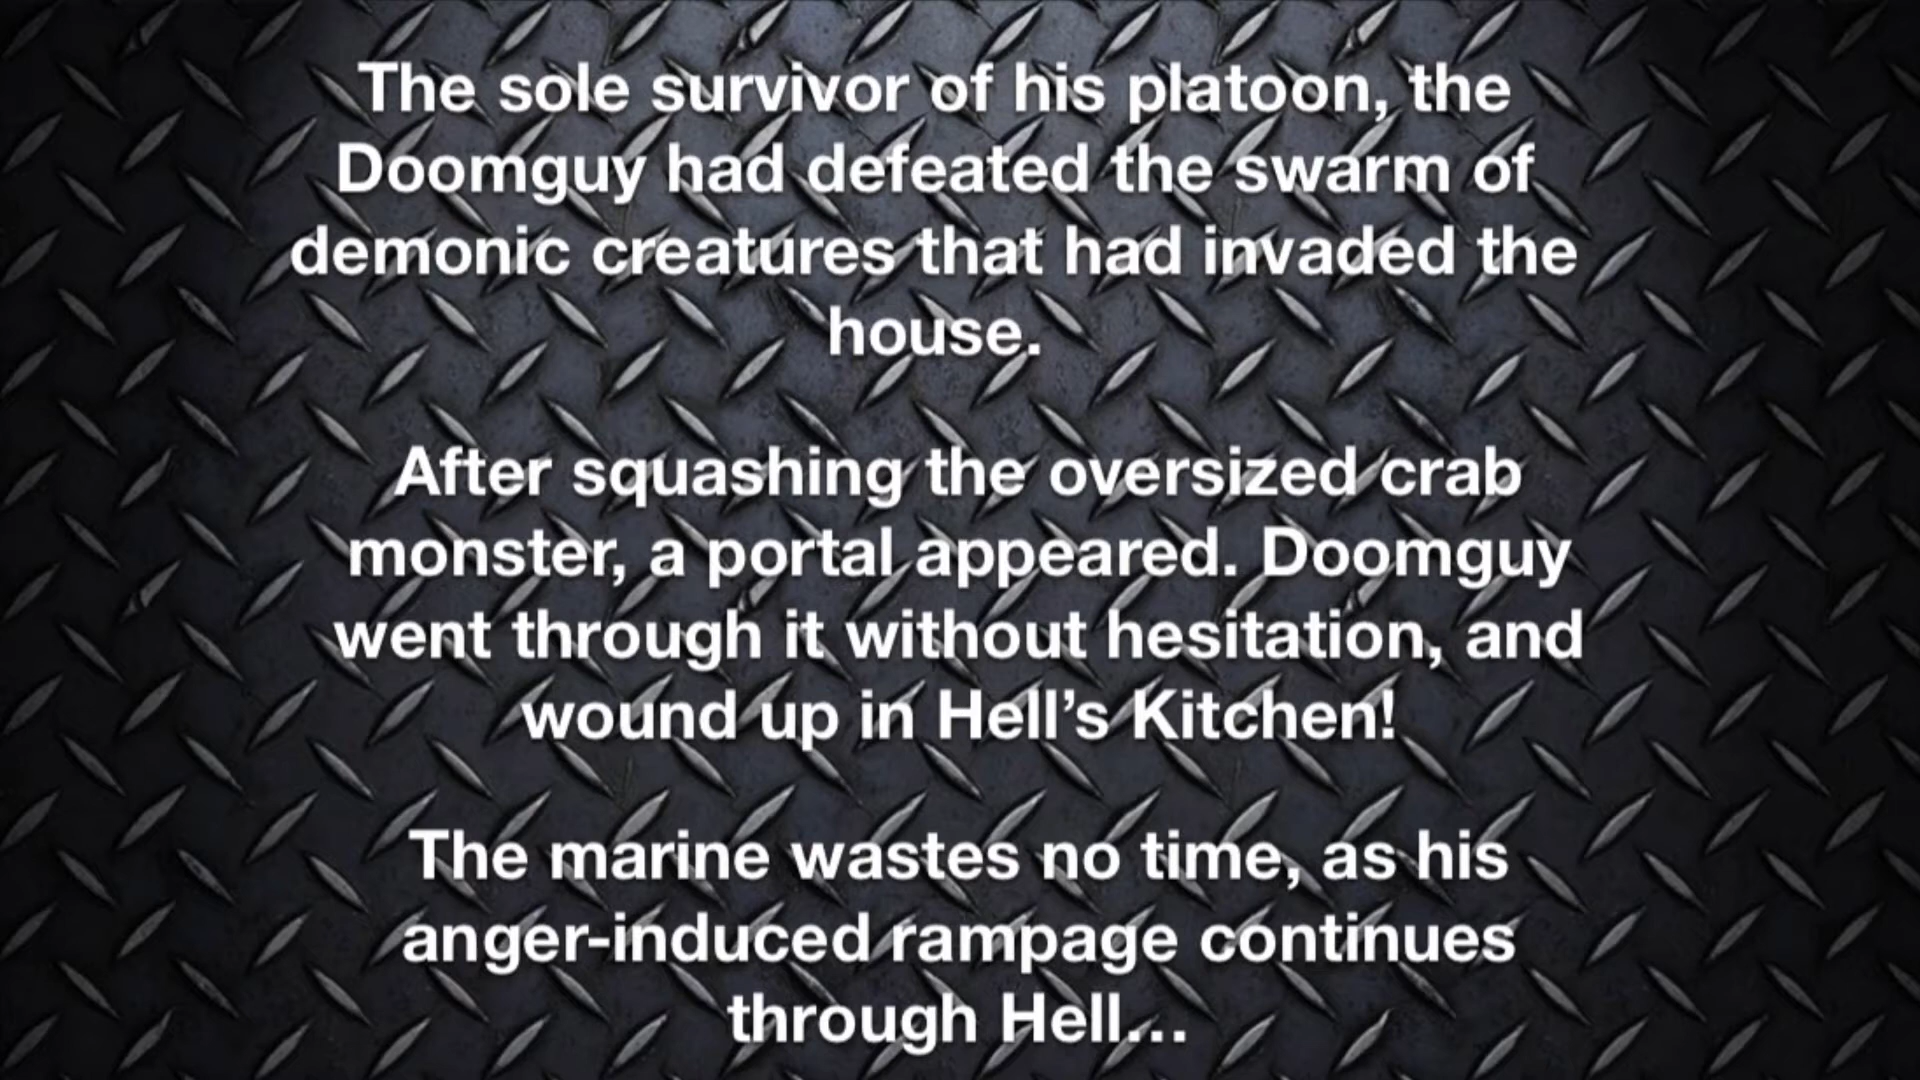 The sole survivor of his platoon, the
Doomguy had defeated the swarm of
demonic creatures that had invaded the
house.
After squashing the oversized crab
monster, a portal appeared. Doomguy
went through it without hesitation, and
wound up in Hell’s Kitchen!
The marine wastes no time, as his
anger-induced rampage continues
through Hell…